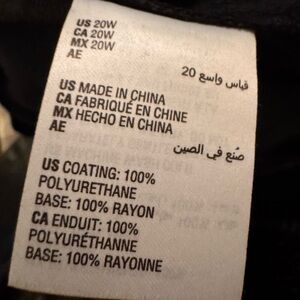 US 20W
CA 20W
MX 20W
AE قياس واسع 20
US MADE IN CHINA
CA FABRIQUÉ EN CHINE
MX HECHO EN CHINA
AE صُنع في الصين
US COATING: 100%
POLYURETHANE
BASE: 100% RAYON
CA ENDUIT: 100%
POLYURÉTHANNE
BASE: 100% RAYONNE